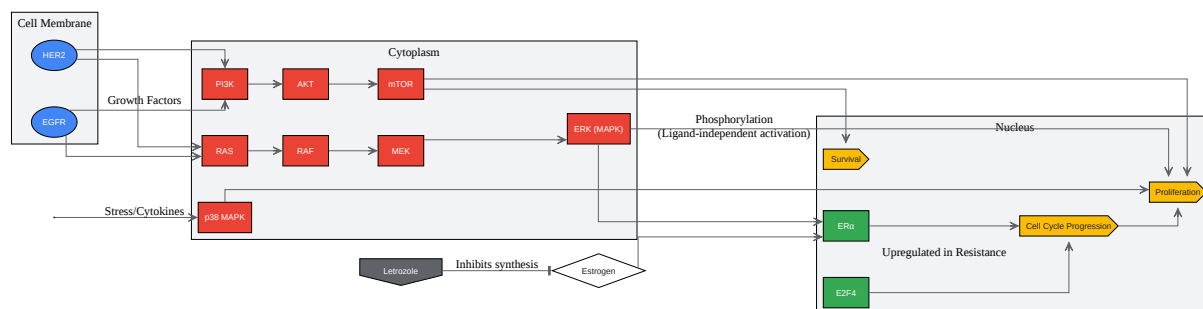 Cell Membrane
HER2
EGFR
Growth Factors
Stress/Cytokines
Cytoplasm
PI3K
AKT
mTOR
RAS
RAF
MEK
ERK (MAPK)
p38 MAPK
Letrozole
Inhibits synthesis
Estrogen
Phosphorylation
(Ligand-independent activation)
Nucleus
Survival
Proliferation
ERα
Cell Cycle Progression
Upregulated in Resistance
E2F4